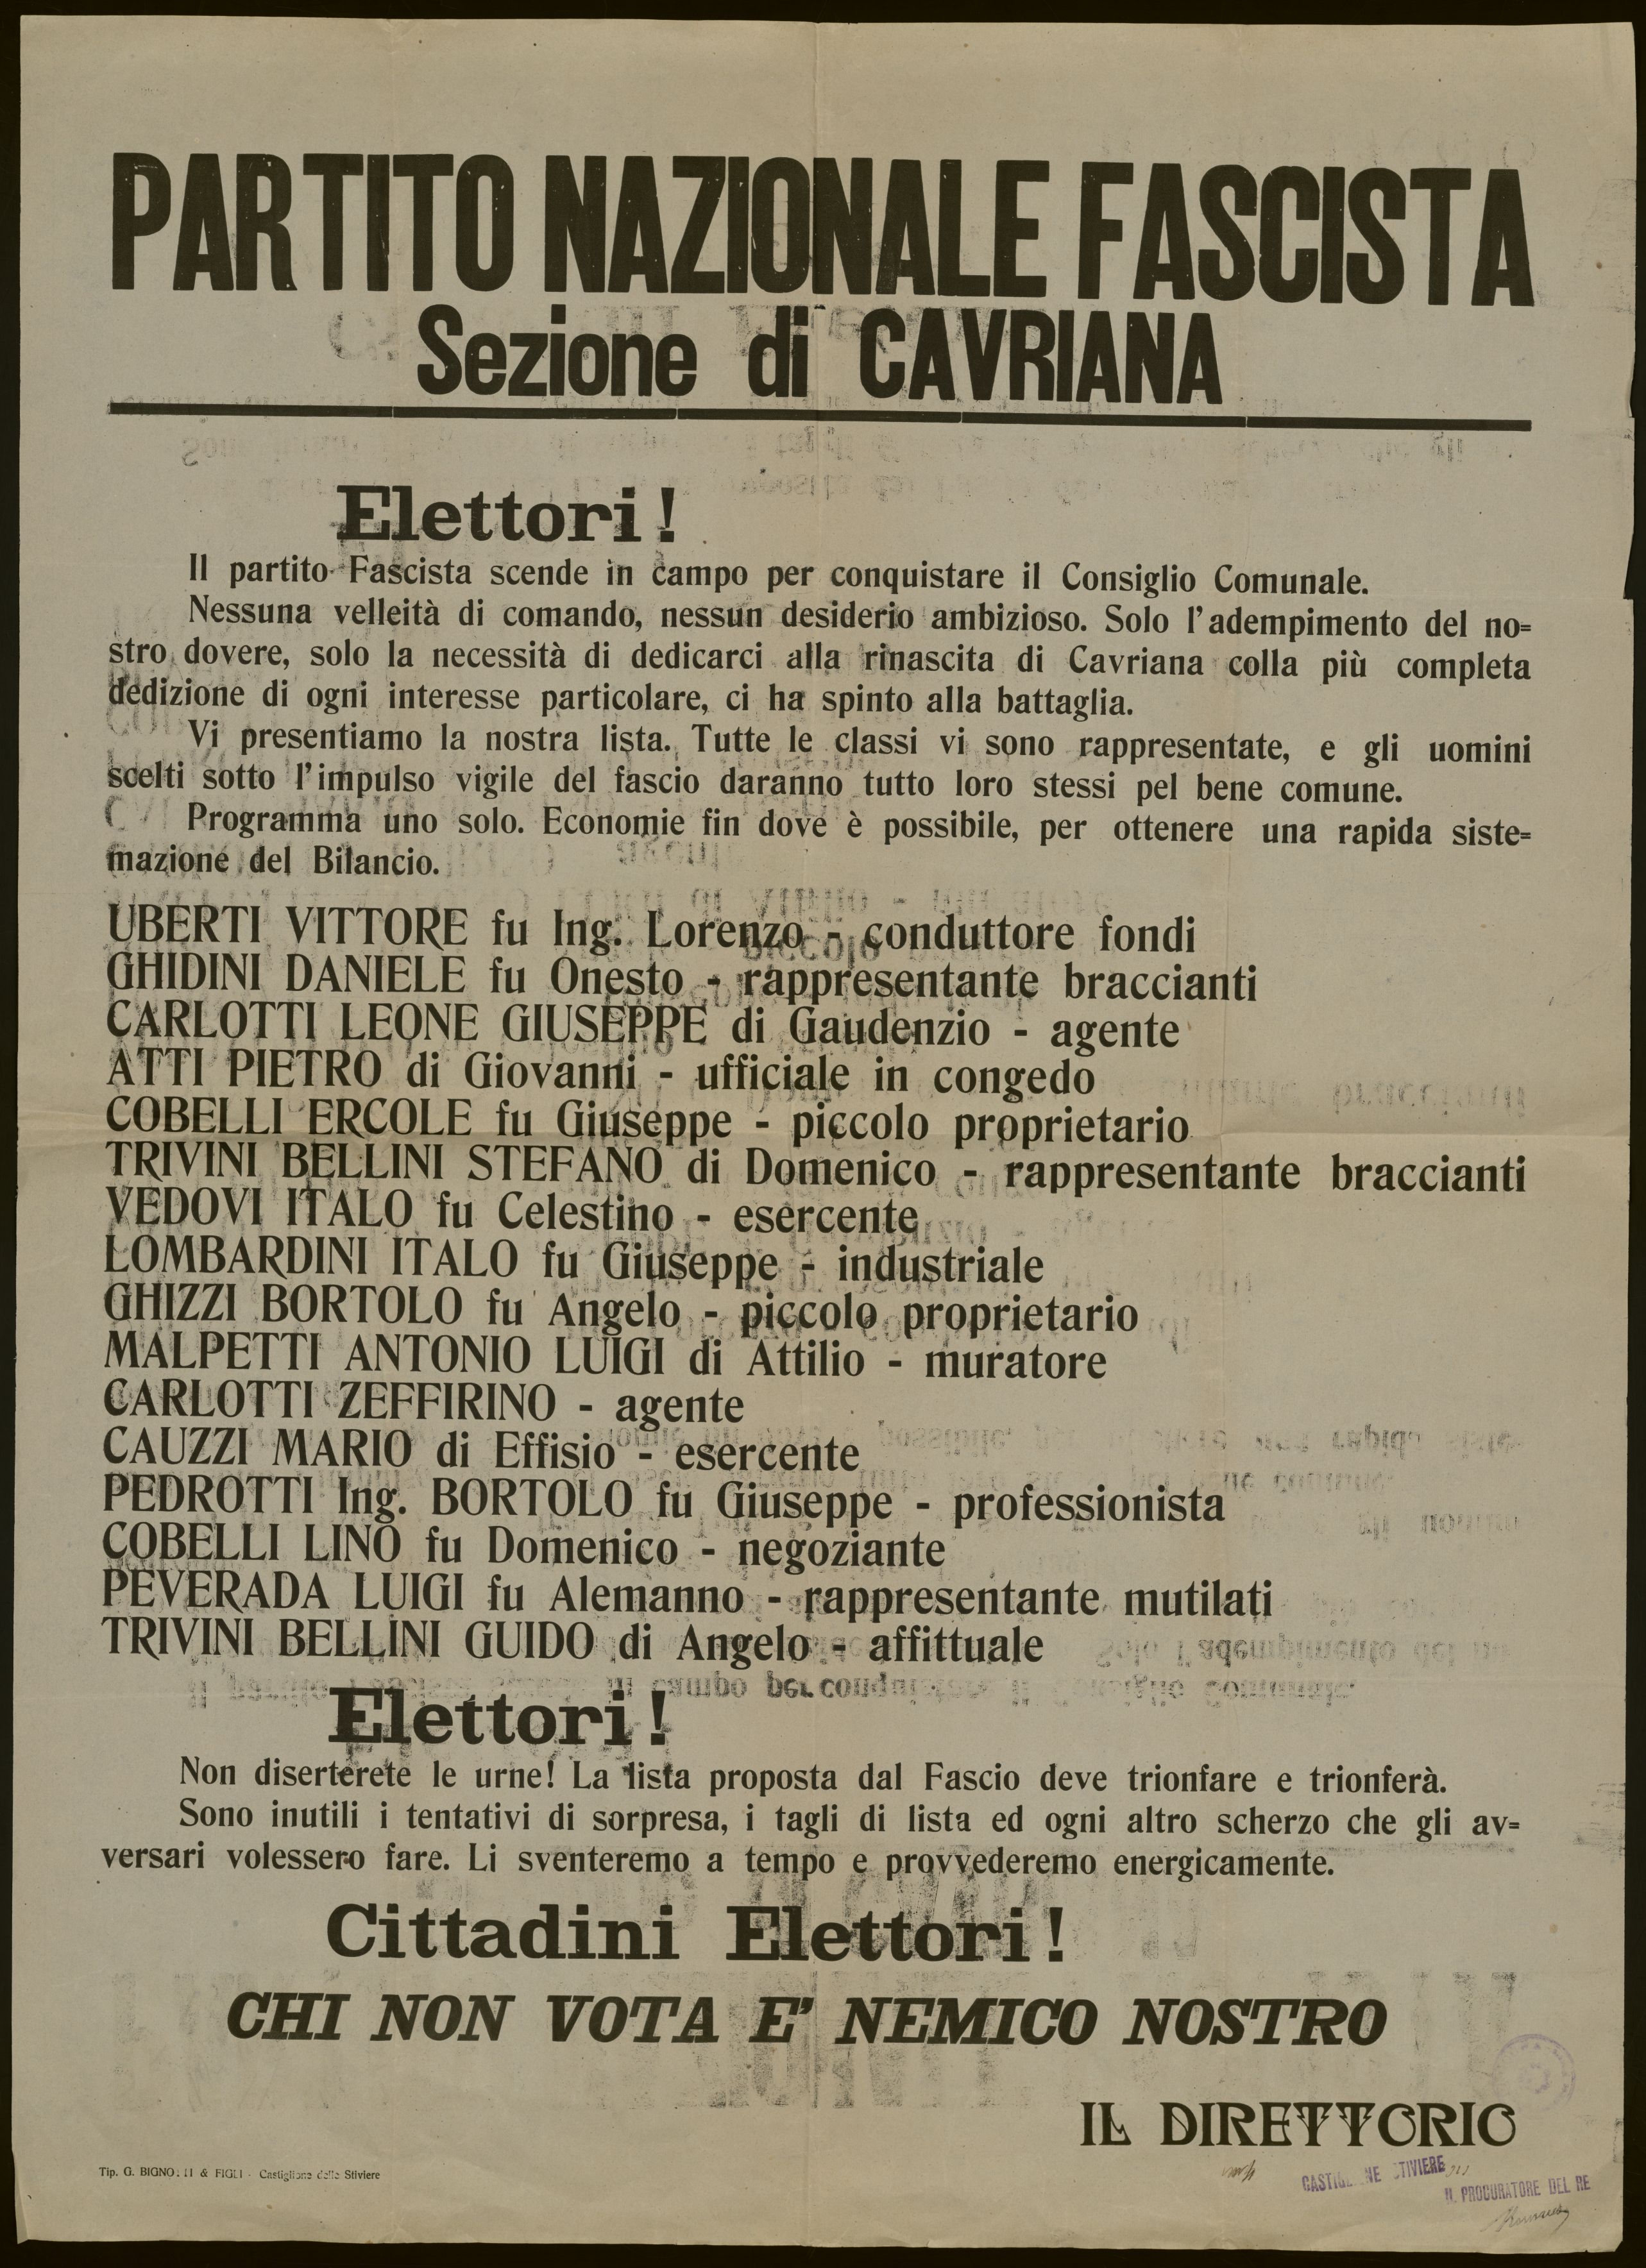 PARTITO NAZIONALE FASCISTA
Sezione di CAVRIANA
Elettori!
Il partito Fascista scende in campo per conquistare il Consiglio Comunale.
Nessuna velleità di comando, nessun desiderio ambizioso. Solo l'adempimento del no=
stro dovere, solo la necessità di dedicarci alla rinascita di Cavriana colla più completa
dedizione di ogni interesse particolare, ci ha spinto alla battaglia.
Vi presentiamo la nostra lista. Tutte le classi vi sono rappresentate, e gli uomini
scelti sotto l'impulso vigile del fascio daranno tutto loro stessi pel bene comune.
Programma uno solo. Economie fin dove è possibile, per ottenere una rapida siste=
mazione del Bilancio.
UBERTI VITTORE fu Ing. Lorenzo - conduttore fondi
GHIDINI DANIELE fu Onesto - rappresentante braccianti
CARLOTTI LEONE GIUSEPPE di Gaudenzio - agente
ATTI PIETRO di Giovanni - ufficiale in congedo
COBELLI ERCOLE fu Giuseppe - piccolo proprietario
TRIVINI BELLINI STEFANO di Domenico - rappresentante braccianti
VEDOVI ITALO fu Celestino - esercente
LOMBARDINI ITALO fu Giuseppe - industriale
GHIZZI BORTOLO fu Angelo - piccolo proprietario
MALPETTI ANTONIO LUIGI di Attilio - muratore
CARLOTTI ZEFFIRINO - agente
CAUZZI MARIO di Effisio - esercente
PEDROTTI Ing. BORTOLO fu Giuseppe - professionista
COBELLI LINO fu Domenico - negoziante
PEVERADA LUIGI fu Alemanno - rappresentante mutilati
TRIVINI BELLINI GUIDO di Angelo - affittuale
Elettori!
Non diserterete le urne! La lista proposta dal Fascio deve trionfare e trionferà.
Sono inutili i tentativi di sorpresa, i tagli di lista ed ogni altro scherzo che gli av=
versari volessero fare. Li sventeremo a tempo e provvederemo energicamente.
Cittadini Elettori!
CHI NON VOTA E' NEMICO NOSTRO
IL DIRETTORIO
Tip. G. BIGNOTTI & FIGLI - Castiglione delle Stiviere
CASTIGLIONE STIVIERE
IL PROCURATORE DEL RE